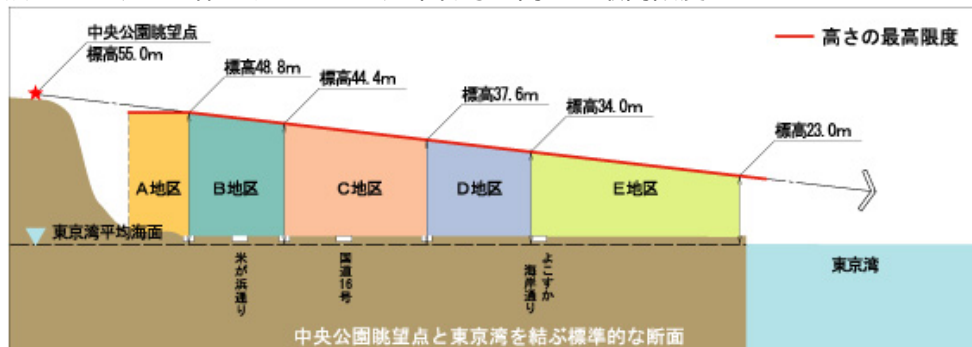 中央公園眺望点
標高55.0m
標高48.8m
標高44.4m
標高37.6m
標高34.0m
標高23.0m
高さの最高限度
A地区
B地区
C地区
D地区
E地区
東京湾平均海面
米が浜通り
国道16号
よこすか
海岸通り
東京湾
中央公園眺望点と東京湾を結ぶ標準的な断面